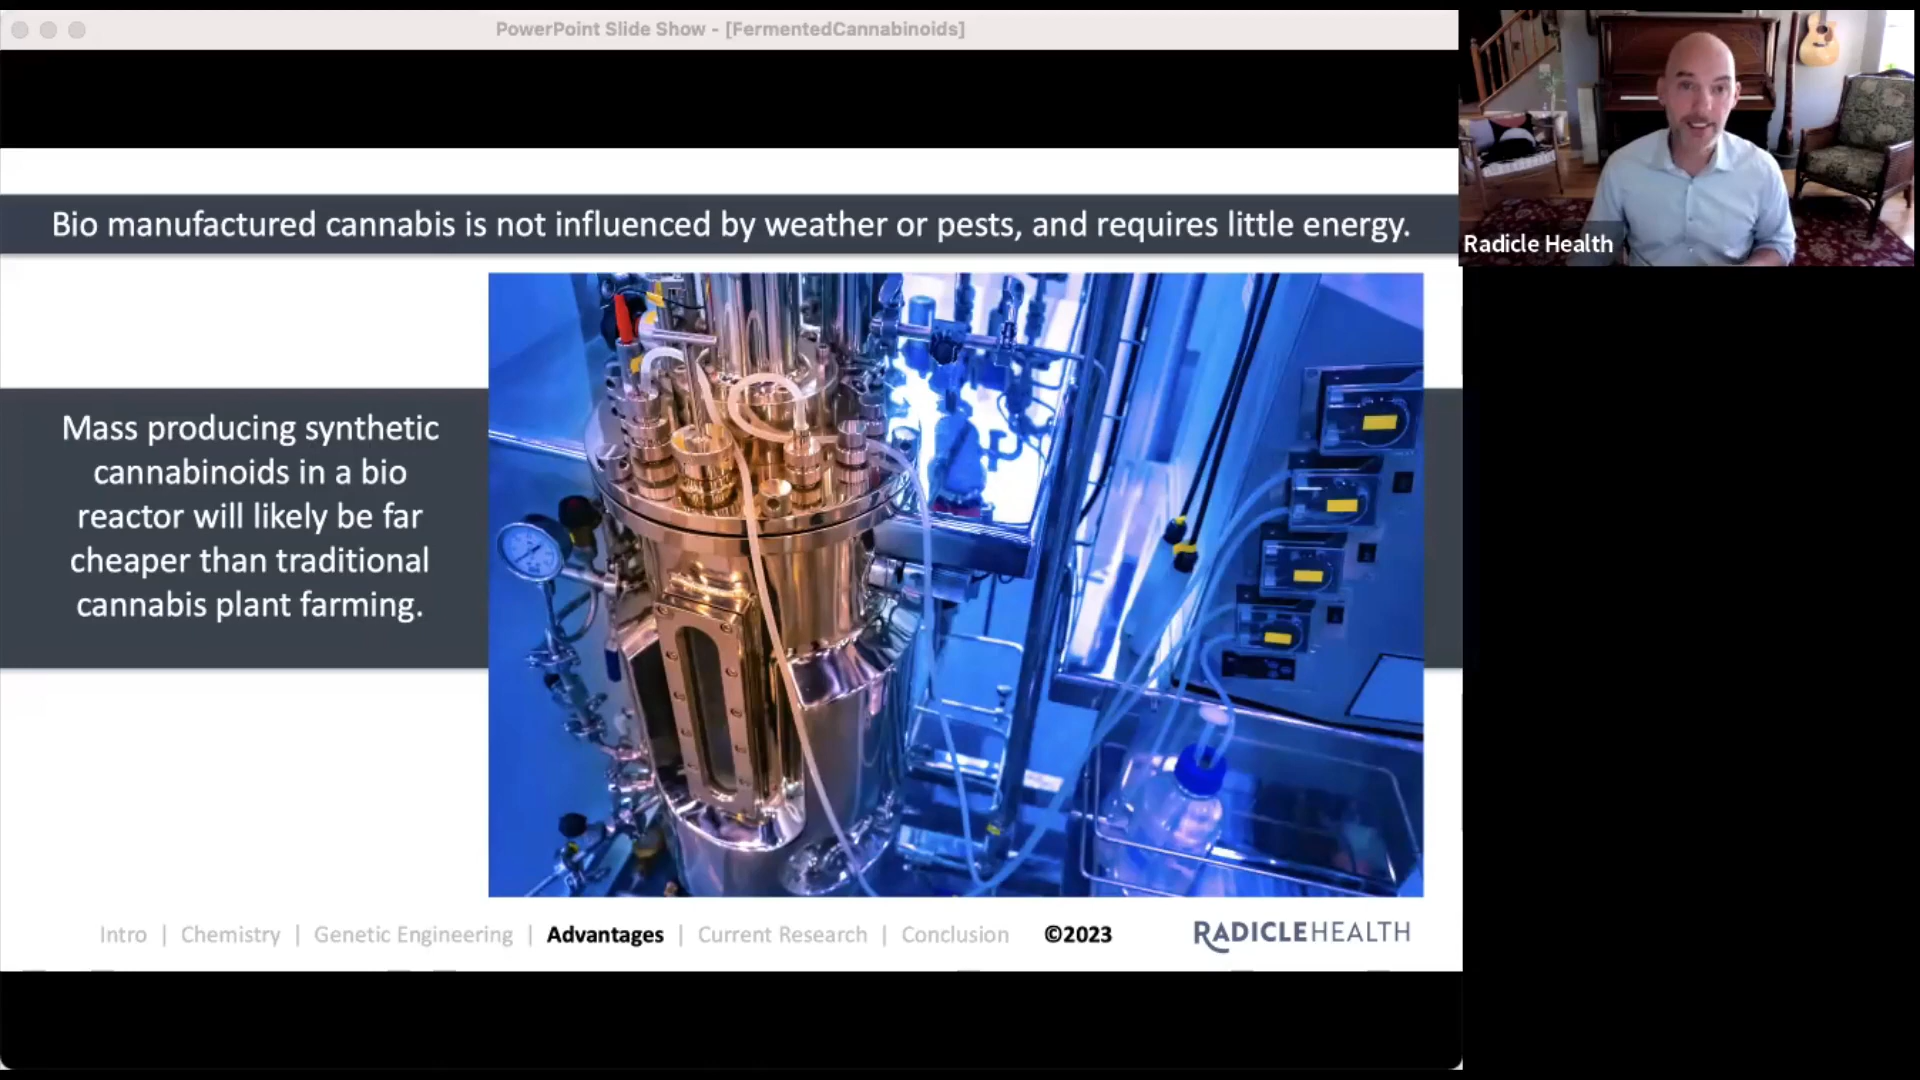 PowerPoint Slide Show - [FermentedCannabinoids]
Bio manufactured cannabis is not influenced by weather or pests, and requires little energy.
Radicle Health
Mass producing synthetic
cannabinoids in a bio
reactor will likely be far
cheaper than traditional
cannabis plant farming.
Intro | Chemistry | Genetic Engineering | Advantages | Current Research | Conclusion ©2023 RADICLEHEALTH